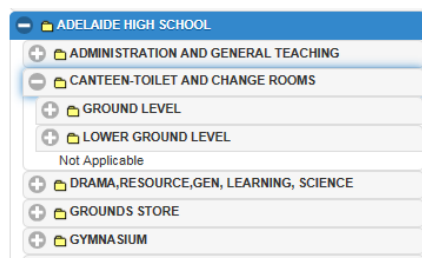 ADELAIDE HIGH SCHOOL
ADMINISTRATION AND GENERAL TEACHING
CANTEEN-TOILET AND CHANGE ROOMS
GROUND LEVEL
LOWER GROUND LEVEL
Not Applicable
DRAMA,RESOURCE,GEN, LEARNING, SCIENCE
GROUNDS STORE
GYMNASIUM